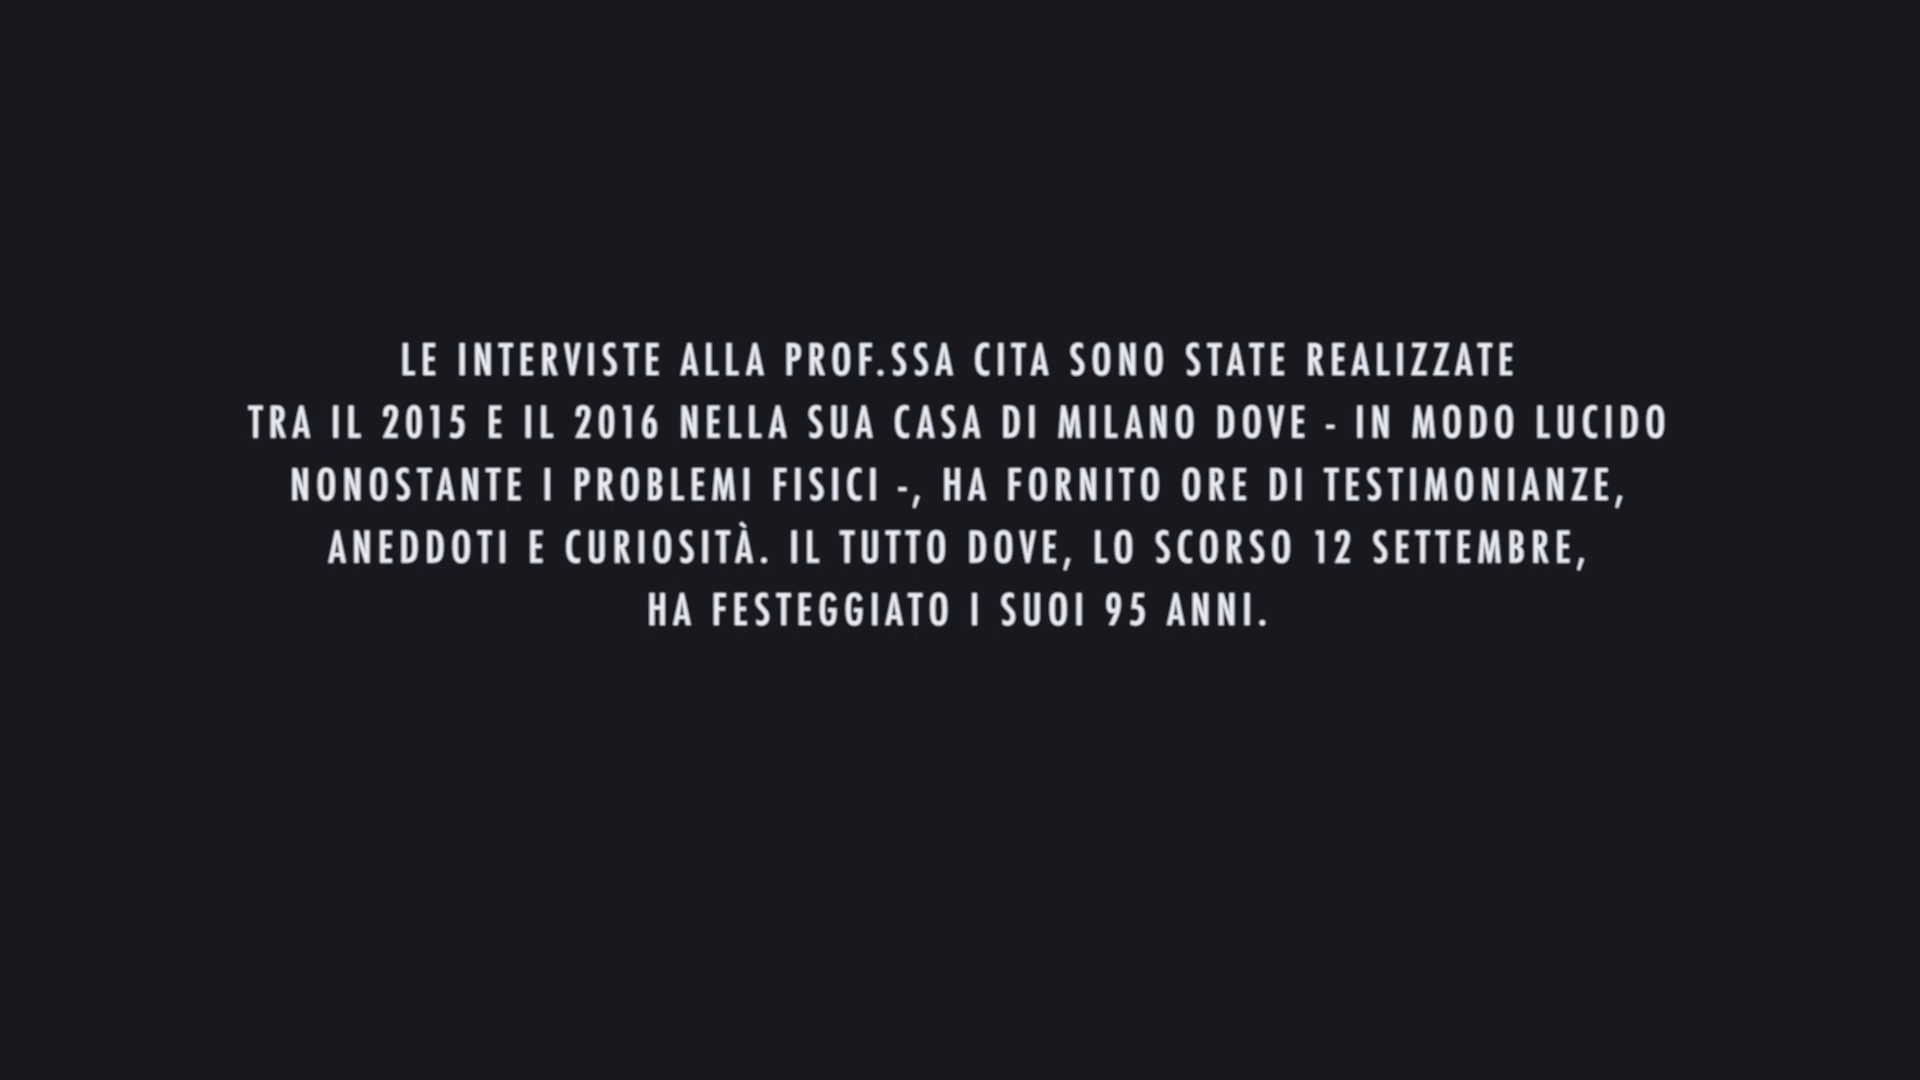 LE INTERVISTE ALLA PROF.SSA CITA SONO STATE REALIZZATE
TRA IL 2015 E IL 2016 NELLA SUA CASA DI MILANO DOVE - IN MODO LUCIDO
NONOSTANTE I PROBLEMI FISICI -, HA FORNITO ORE DI TESTIMONIANZE,
ANEDDOTI E CURIOSITÀ. IL TUTTO DOVE, LO SCORSO 12 SETTEMBRE,
HA FESTEGGIATO I SUOI 95 ANNI.